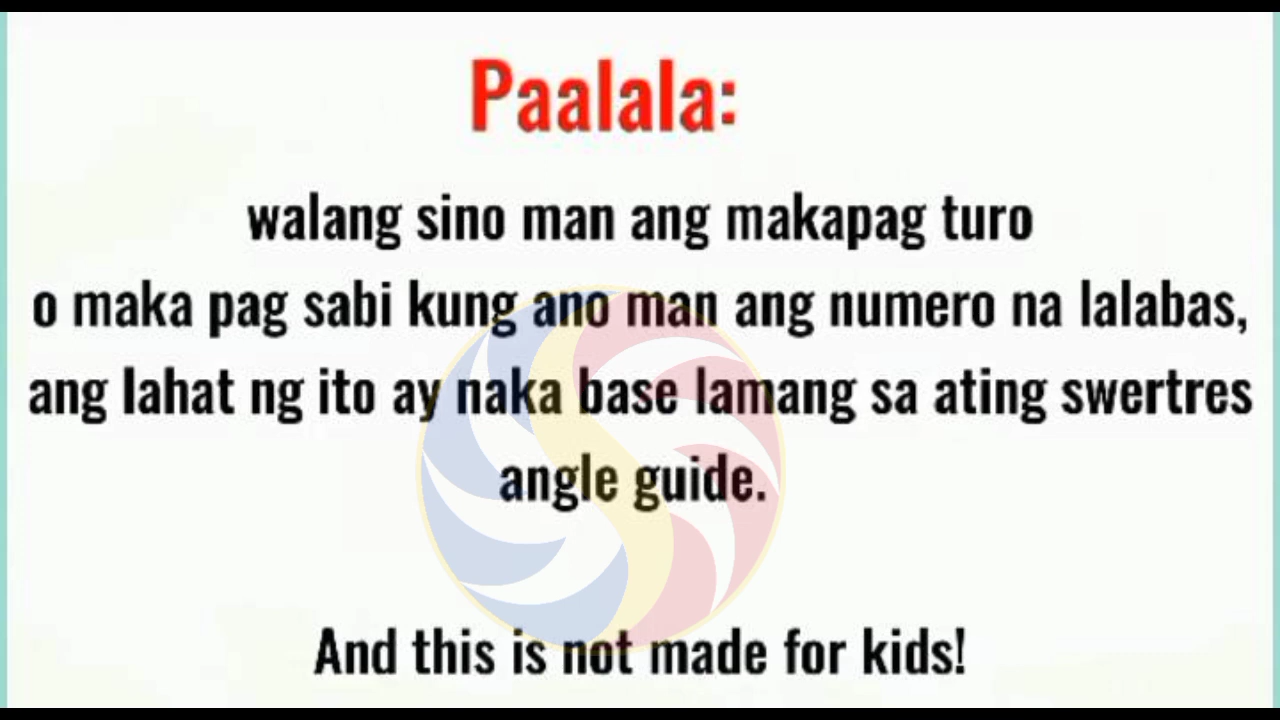 Paalala:
walang sino man ang makapag turo
o maka pag sabi kung ano man ang numero na lalabas,
ang lahat ng ito ay naka base lamang sa ating swertres
angle guide.
And this is not made for kids!